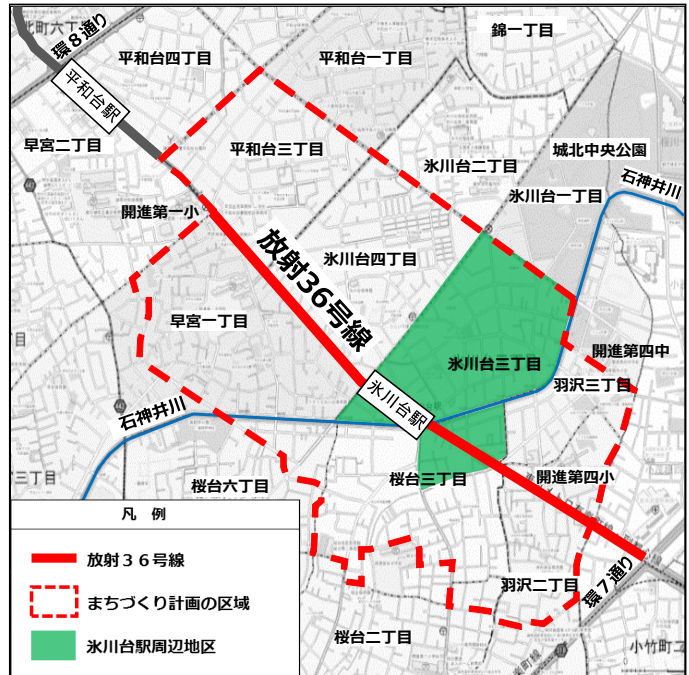 北町六丁目
環8通り
錦一丁目
平和台四丁目
平和台一丁目
平和台駅
早宮二丁目
平和台三丁目
氷川台二丁目
城北中央公園
石神井川
氷川台一丁目
開進第一小
放射36号線
氷川台四丁目
早宮一丁目
氷川台三丁目
開進第四中
羽沢三丁目
氷川台駅
石神井川
三丁目
桜台六丁目
桜台三丁目
開進第四小
羽沢二丁目
環7通り
桜台二丁目
小竹町二
凡 例
放射３６号線
まちづくり計画の区域
氷川台駅周辺地区